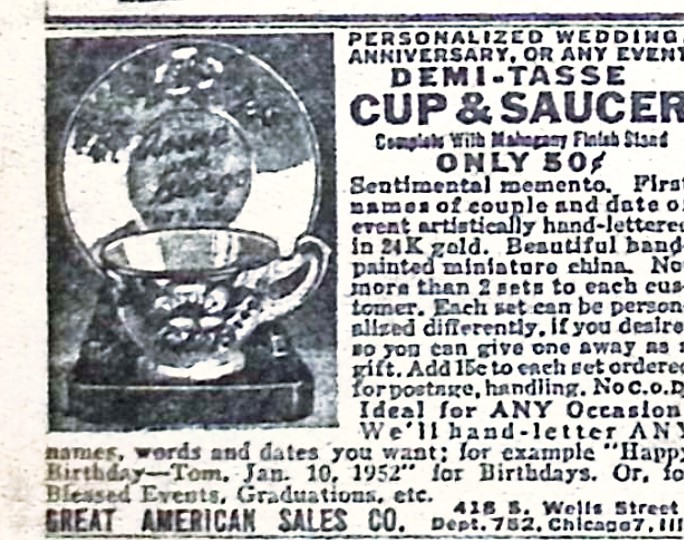 PERSONALIZED WEDDING,
ANNIVERSARY, OR ANY EVENT
DEMI-TASSE
CUP & SAUCER
Complete With Mahogany Finish Stand
ONLY 50¢
Sentimental memento. First
names of couple and date o
event artistically hand-lettered
in 24K gold. Beautiful hand-
painted miniature china. No
more than 2 sets to each cus-
tomer. Each set can be person-
alized differently, if you desire
so you can give one away as a
gift. Add 15c to each set ordered
for postage, handling. No C.O.D
Ideal for ANY Occasion
We'll hand-letter ANY
names, words and dates you want; for example "Happy
Birthday—Tom, Jan. 10, 1952" for Birthdays. Or, fo
Blessed Events, Graduations, etc.
GREAT AMERICAN SALES CO.
418 S. Wells Street
Dept. 752, Chicago 7, Ill